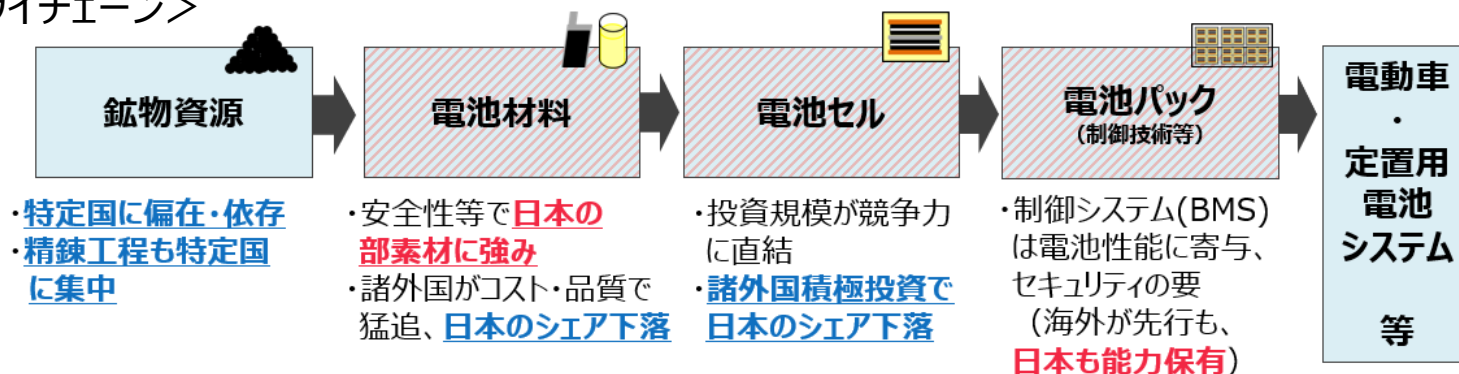 イチェーン＞
鉱物資源
電池材料
電池セル
電池パック
（制御技術等）
電動車
・
定置用
電池
システム
等
・特定国に偏在・依存
・精錬工程も特定国
に集中
・安全性等で日本の
部素材に強み
・諸外国がコスト・品質で
猛追、日本のシェア下落
・投資規模が競争力
に直結
・諸外国積極投資で
日本のシェア下落
・制御システム(BMS)
は電池性能に寄与、
セキュリティの要
（海外が先行も、
日本も能力保有）